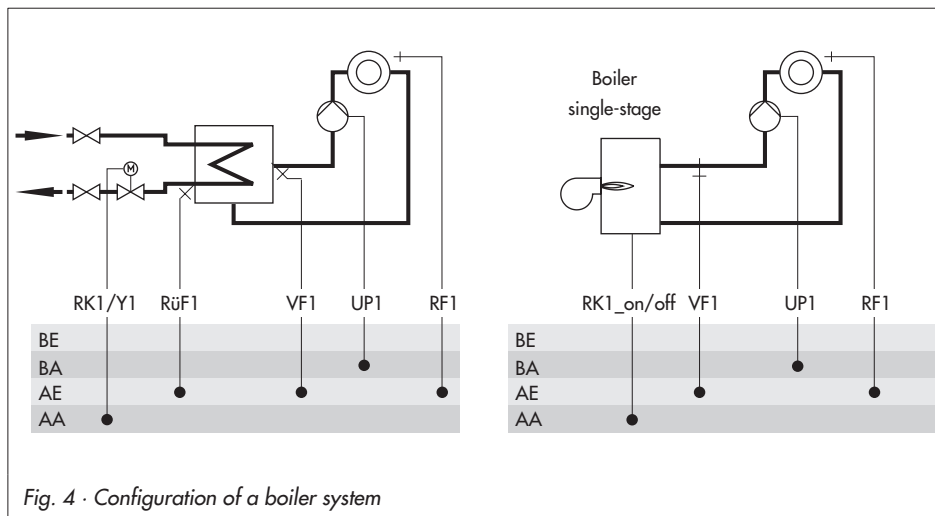 Boiler
single-stage
M
RK1/Y1 RüF1 VF1 UP1 RF1
RK1_on/off VF1 UP1 RF1
BE
BA
AE
AA
BE
BA
AE
AA
Fig. 4 · Configuration of a boiler system